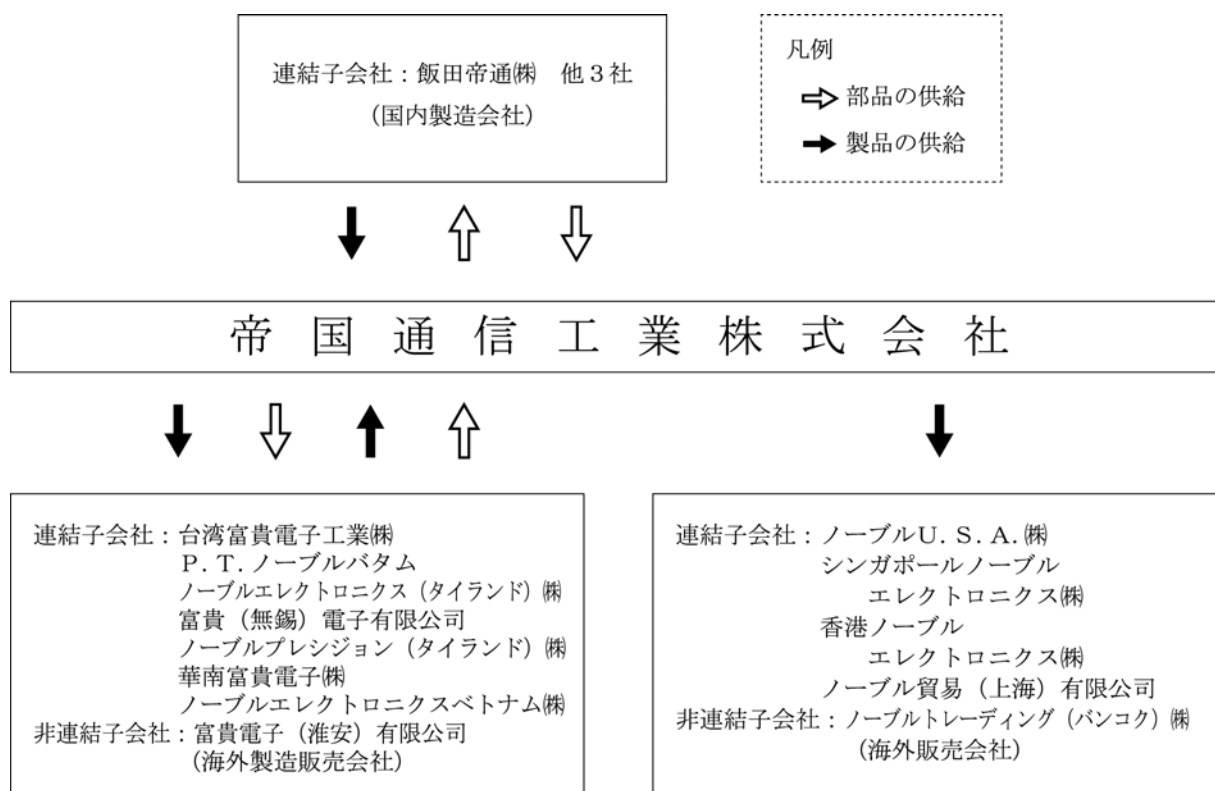 連結子会社：飯田帝通㈱　他３社
（国内製造会社）
凡例
部品の供給
製品の供給
帝国通信工業株式会社
連結子会社：台湾富貴電子工業㈱
Ｐ．Ｔ．ノーブルバタム
ノーブルエレクトロニクス（タイランド）㈱
富貴（無錫）電子有限公司
ノーブルプレシジョン（タイランド）㈱
華南富貴電子㈱
ノーブルエレクトロニクスベトナム㈱
非連結子会社：富貴電子（淮安）有限公司
（海外製造販売会社）
連結子会社：ノーブルＵ．Ｓ．Ａ．㈱
シンガポールノーブル
エレクトロニクス㈱
香港ノーブル
エレクトロニクス㈱
ノーブル貿易（上海）有限公司
非連結子会社：ノーブルトレーディング（バンコク）㈱
（海外販売会社）